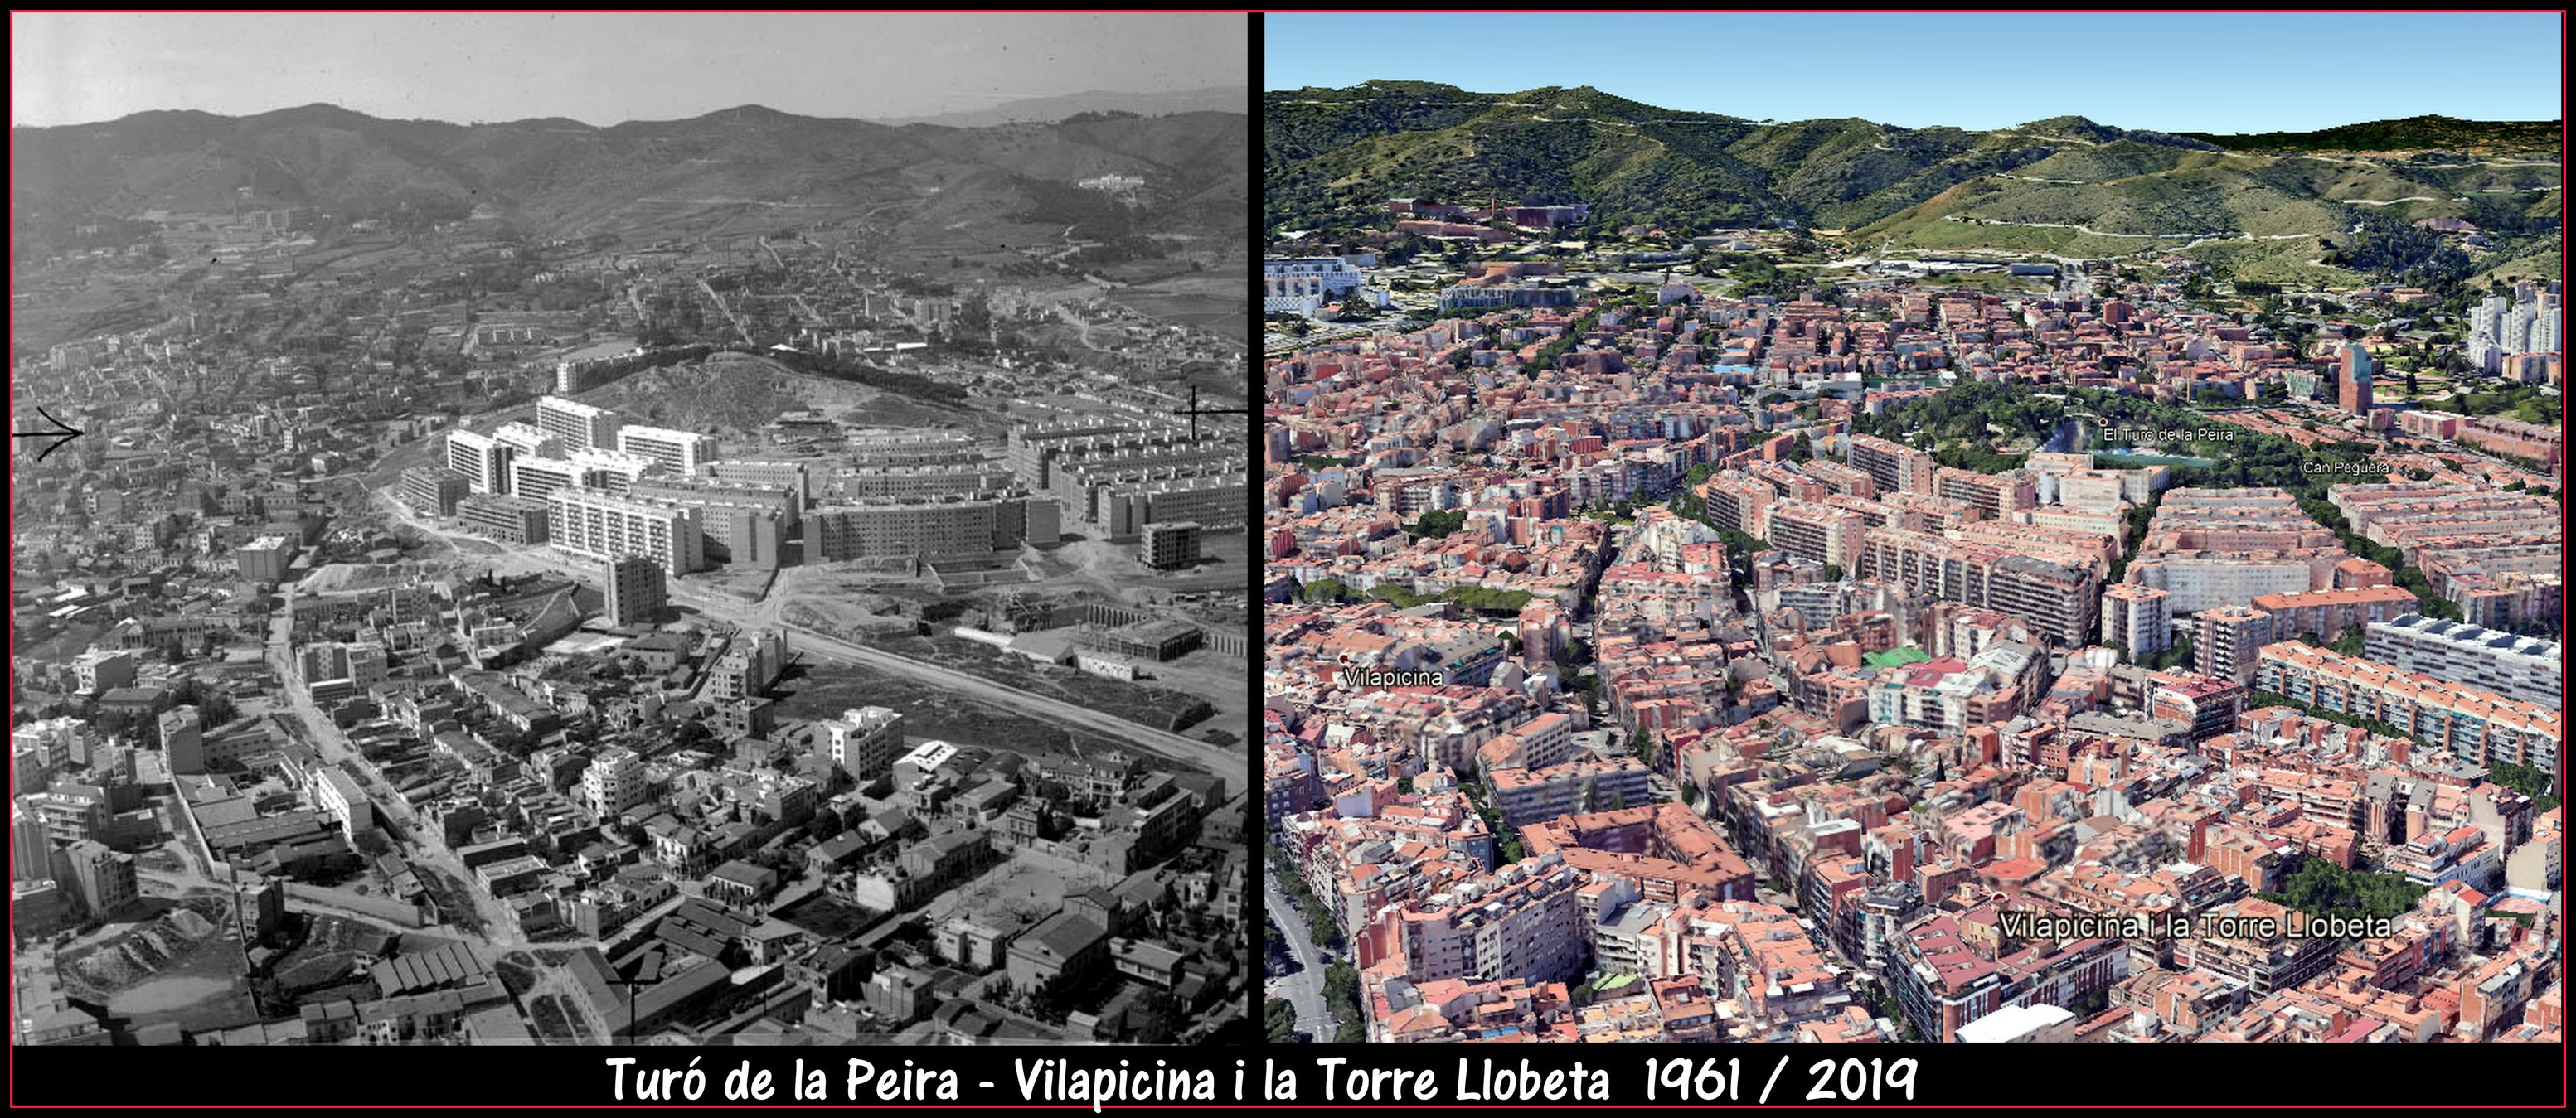 El Turó de la Peira
Can Peguera
Vilapicina
Vilapicina i la Torre Llobeta
Turó de la Peira - Vilapicina i la Torre Llobeta 1961 / 2019